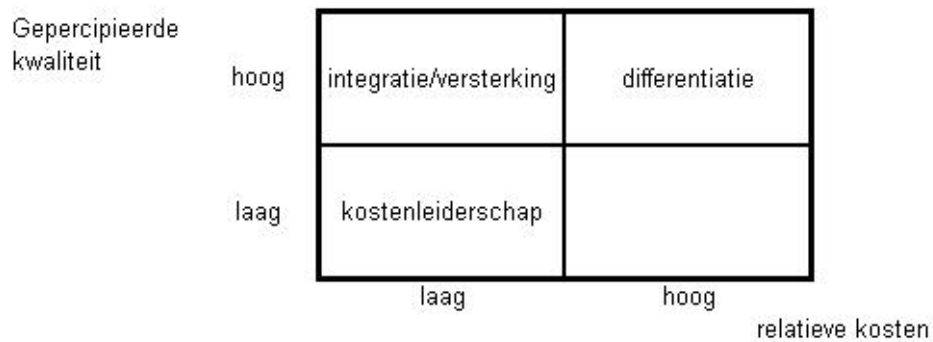 Gepercipieerde
kwaliteit
hoog
integratie/versterking
differentiatie
laag
kostenleiderschap
laag
hoog
relatieve kosten